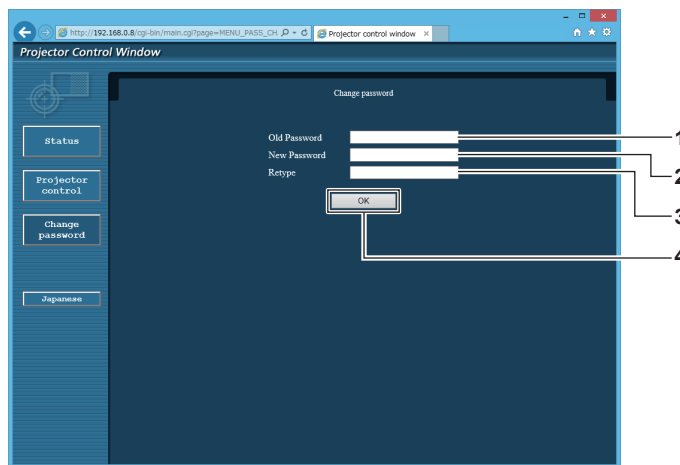 http://192.168.0.8/cgi-bin/main.cgi?page=MENU_PASS_CH
Projector control window
Projector Control Window
Change password
Status
Projector
control
Change
password
Japanese
Old Password
New Password
Retype
OK
1
2
3
4